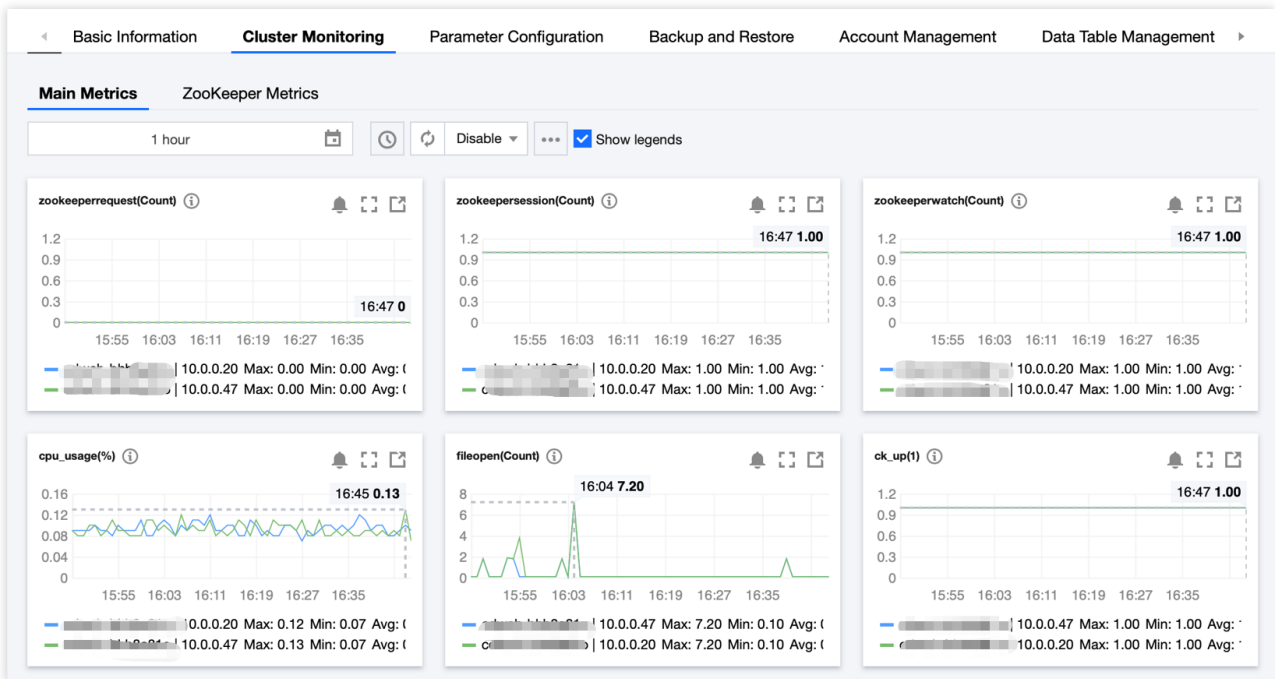 Basic Information Cluster Monitoring Parameter Configuration Backup and Restore Account Management Data Table Management
Main Metrics ZooKeeper Metrics
1 hour Disable Show legends
zookeeperrequest(Count)
1.2
0.9
0.6
0.3
0
16:47 0
15:55 16:03 16:11 16:19 16:27 16:35
| 10.0.0.20 Max: 0.00 Min: 0.00 Avg:
| 10.0.0.47 Max: 0.00 Min: 0.00 Avg:
zookeepersession(Count)
16:47 1.00
1.2
0.9
0.6
0.3
0
15:55 16:03 16:11 16:19 16:27 16:35
| 10.0.0.20 Max: 1.00 Min: 1.00 Avg:
| 10.0.0.47 Max: 1.00 Min: 1.00 Avg:
zookeeperwatch(Count)
16:47 1.00
1.2
0.9
0.6
0.3
0
15:55 16:03 16:11 16:19 16:27 16:35
| 10.0.0.20 Max: 1.00 Min: 1.00 Avg:
| 10.0.0.47 Max: 1.00 Min: 1.00 Avg:
cpu_usage(%)
16:45 0.13
0.16
0.12
0.08
0.04
0
15:55 16:03 16:11 16:19 16:27 16:35
10.0.0.20 Max: 0.12 Min: 0.07 Avg:
| 10.0.0.47 Max: 0.13 Min: 0.07 Avg:
fileopen(Count)
16:04 7.20
8
6
4
2
0
15:55 16:03 16:11 16:19 16:27 16:35
| 10.0.0.47 Max: 7.20 Min: 0.10 Avg:
| 10.0.0.20 Max: 7.20 Min: 0.10 Avg:
ck_up(1)
16:47 1.00
1.2
0.9
0.6
0.3
0
15:55 16:03 16:11 16:19 16:27 16:35
10.0.0.47 Max: 1.00 Min: 1.00 Avg:
10.0.0.20 Max: 1.00 Min: 1.00 Avg: